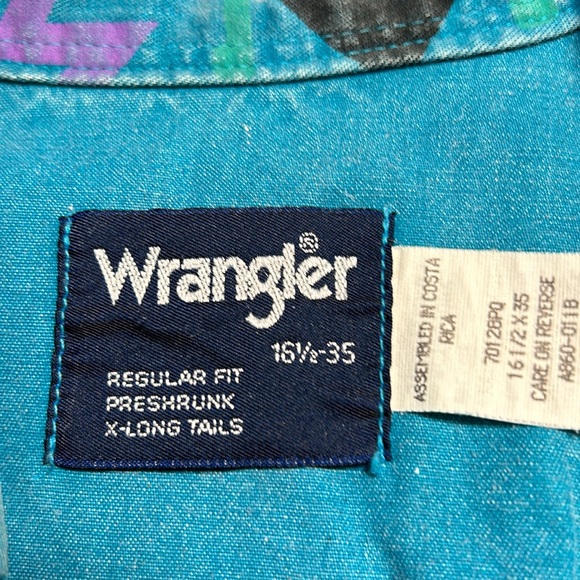 Wrangler®
16½-35
REGULAR FIT
PRESHRUNK
X-LONG TAILS
ASSEMBLED IN COSTA
RICA
70128PQ
16 1/2 X 35
CARE ON REVERSE
A860-011B